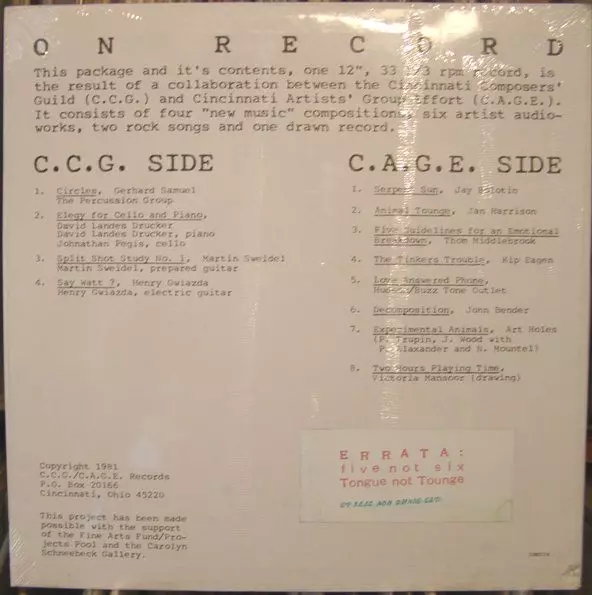 ON RECORD
This package and it's contents, one 12", 33 1/3 rpm record, is
the result of a collaboration between the Cincinnati Composers'
Guild (C.C.G.) and Cincinnati Artists' Group Effort (C.A.G.E.).
It consists of four "new music" compositions, six artist audio-
works, two rock songs and one drawn record.
C.C.G. SIDE
1. Circles, Gerhard Samuel
The Percussion Group
2. Elegy for Cello and Piano,
David Landes Drucker
David Landes Drucker, piano
Johnathan Pegis, cello
3. Split Shot Study No. 1, Martin Sweidel
Martin Sweidel, prepared guitar
4. Say Watt ?, Henry Gwiazda
Henry Gwiazda, electric guitar
C.A.G.E. SIDE
1. Serpent Sun, Jay Bolotin
2. Animal Tounge, Jan Harrison
3. Five Guidelines for an Emotional
Breakdown, Thom Middlebrook
4. The Tinkers Trouble, Kip Eagen
5. Love Answered Phone,
Buzz Tone Outlet
6. Decomposition, John Bender
7. Experimental Animals, Art Holes
(P. Trupin, J. Wood with
P. Alaxander and N. Mountel)
8. Two Hours Playing Time,
Victoria Mansoor (drawing)
ERRATA:
five not six
Tongue not Tounge
Copyright 1981
C.C.G./C.A.G.E. Records
P.O. Box 20166
Cincinnati, Ohio 45220
This project has been made
possible with the support
of the Fine Arts Fund/Pro-
jects Pool and the Carolyn
Schneebeck Gallery.